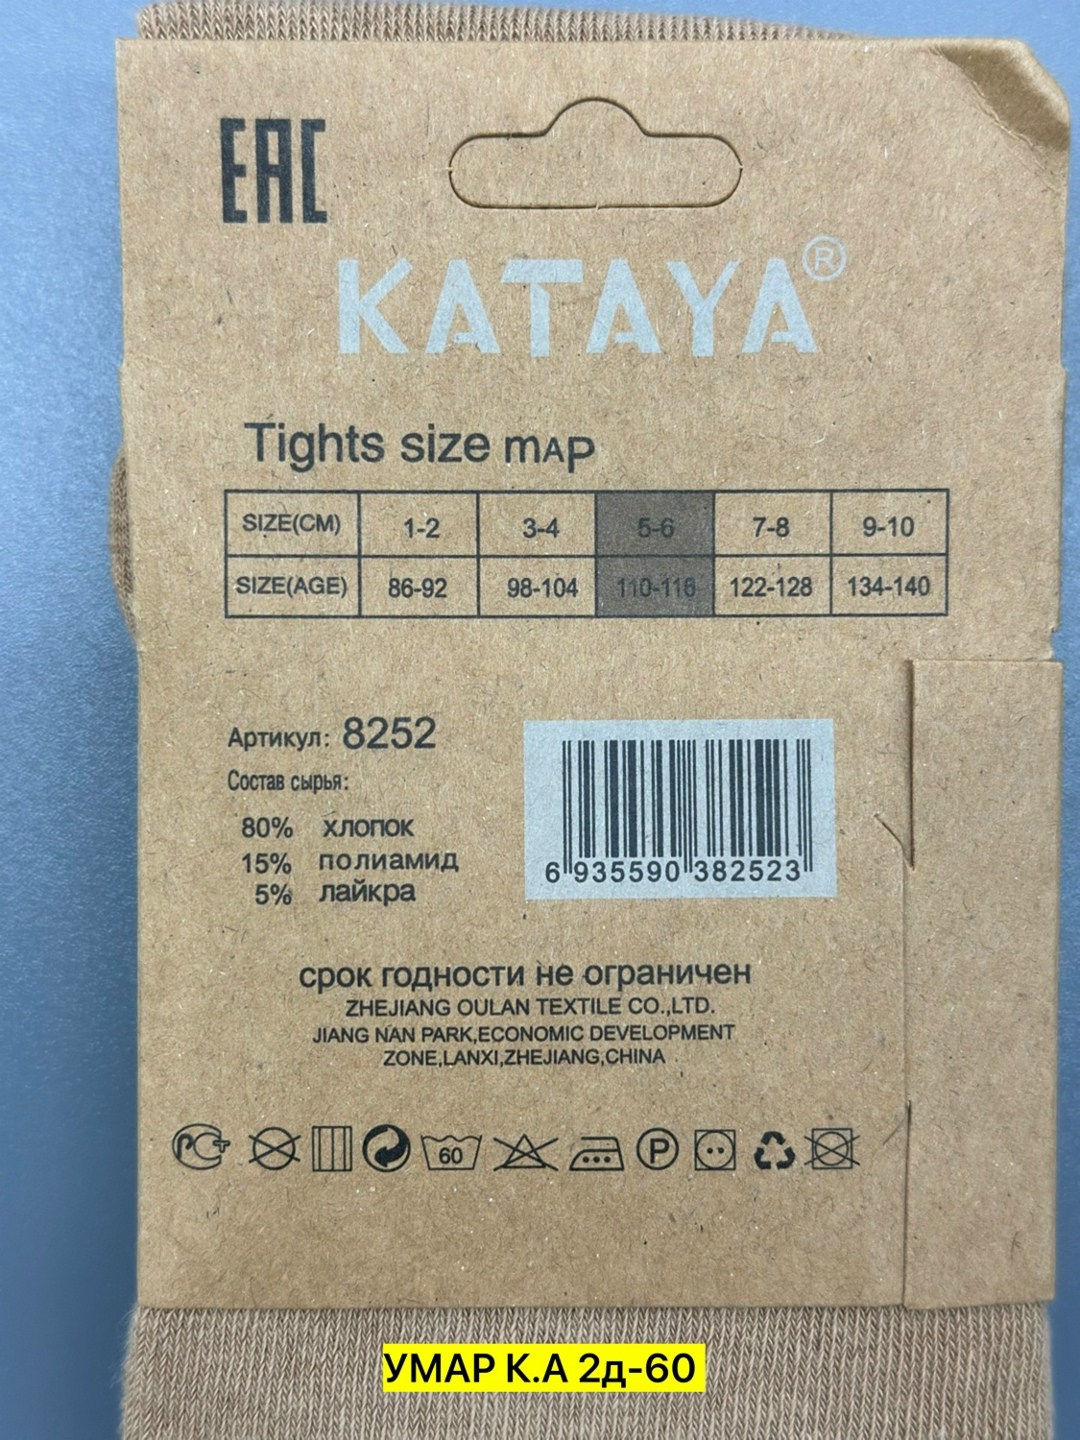 EAC
KATAYA®
Tights size mAP
SIZE(CM) 1-2 3-4 5-6 7-8 9-10
SIZE(AGE) 86-92 98-104 110-116 122-128 134-140
Артикул: 8252
Состав сырья:
80% хлопок
15% полиамид
5% лайкра
6 935590 382523
срок годности не ограничен
ZHEJIANG OULAN TEXTILE CO.,LTD.
JIANG NAN PARK,ECONOMIC DEVELOPMENT
ZONE,LANXI,ZHEJIANG,CHINA
РСТ 60 P
УМАР К.А 2д-60